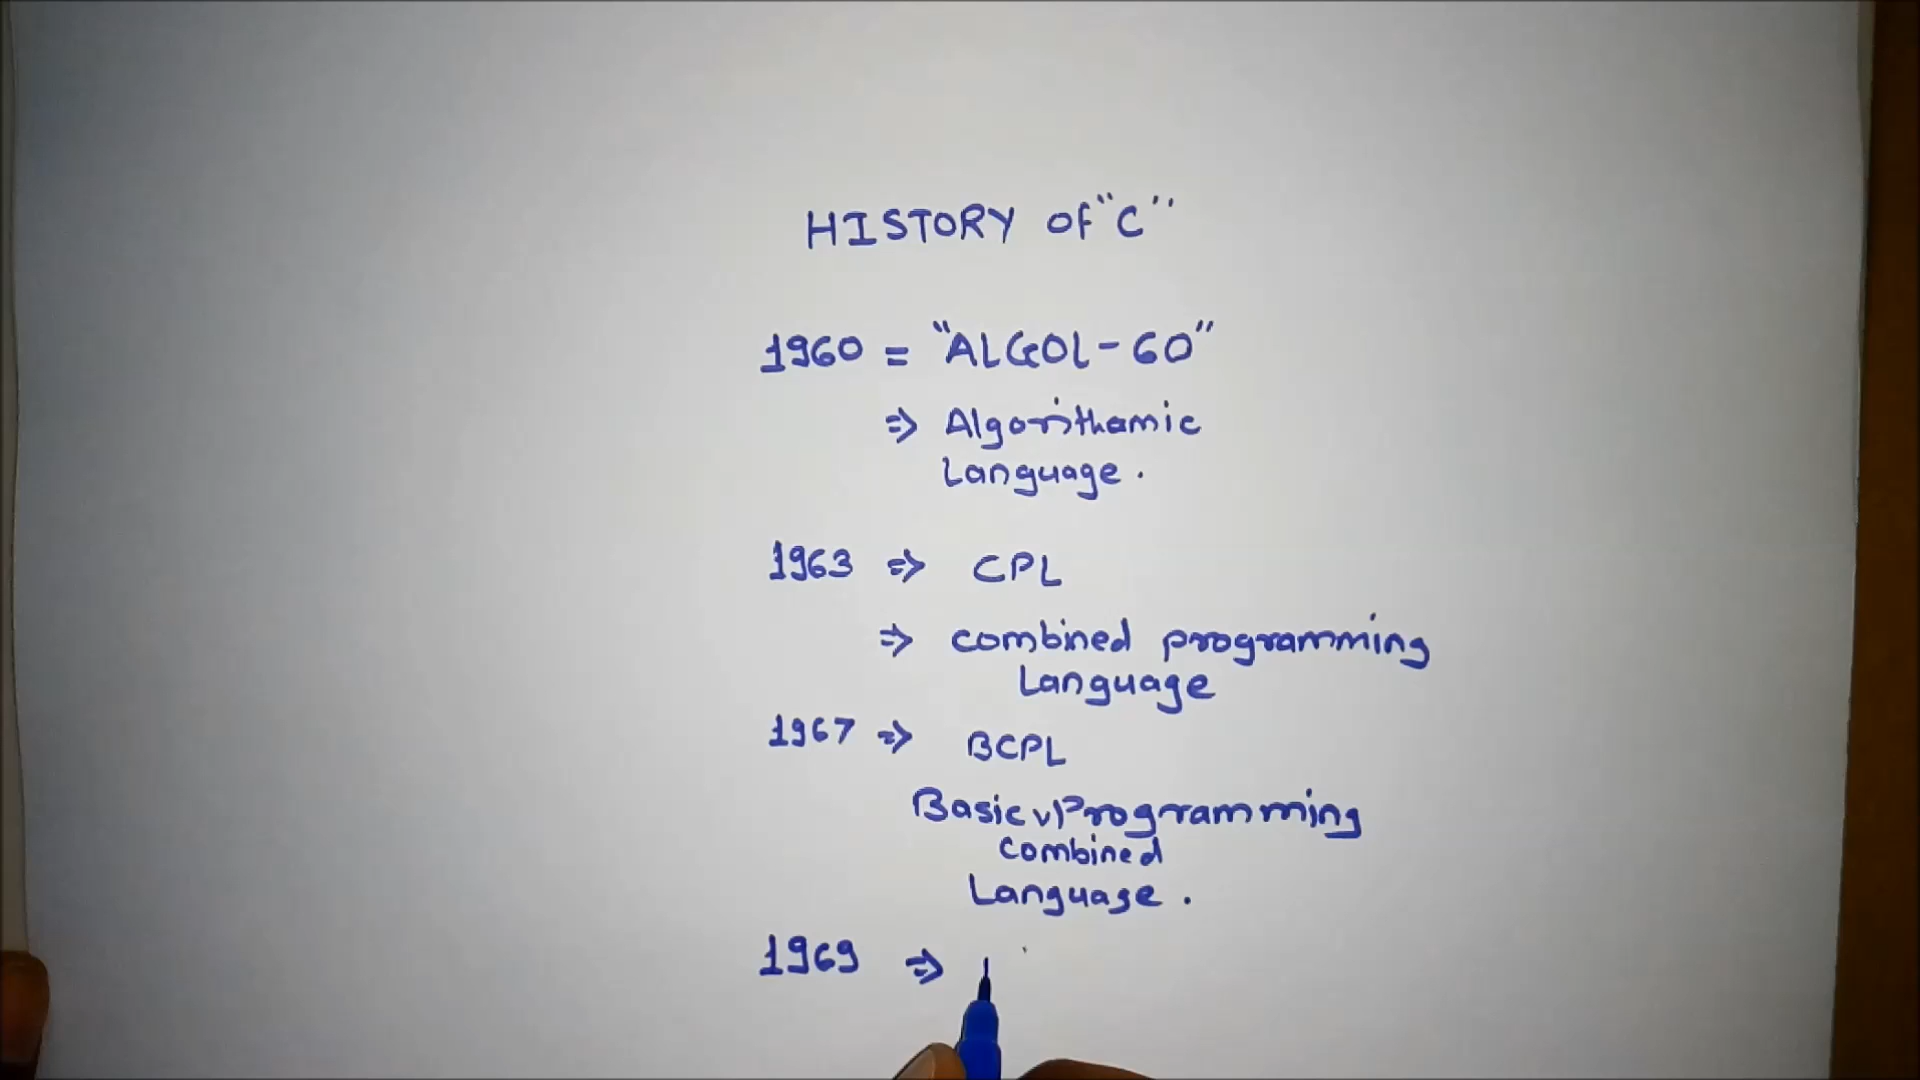 HISTORY of "C"
1960 = "ALGOL-60"
⇒ Algorithamic
Language.
1963 ⇒ CPL
⇒ combined programming
Language
1967 ⇒ BCPL
Basic Programming
combined
Language.
1969 ⇒